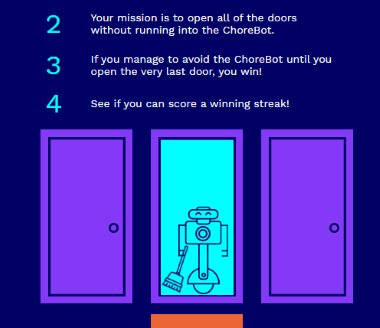 2
Your mission is to open all of the doors
without running into the ChoreBot.
3
If you manage to avoid the ChoreBot until you
open the very last door, you win!
4
See if you can score a winning streak!